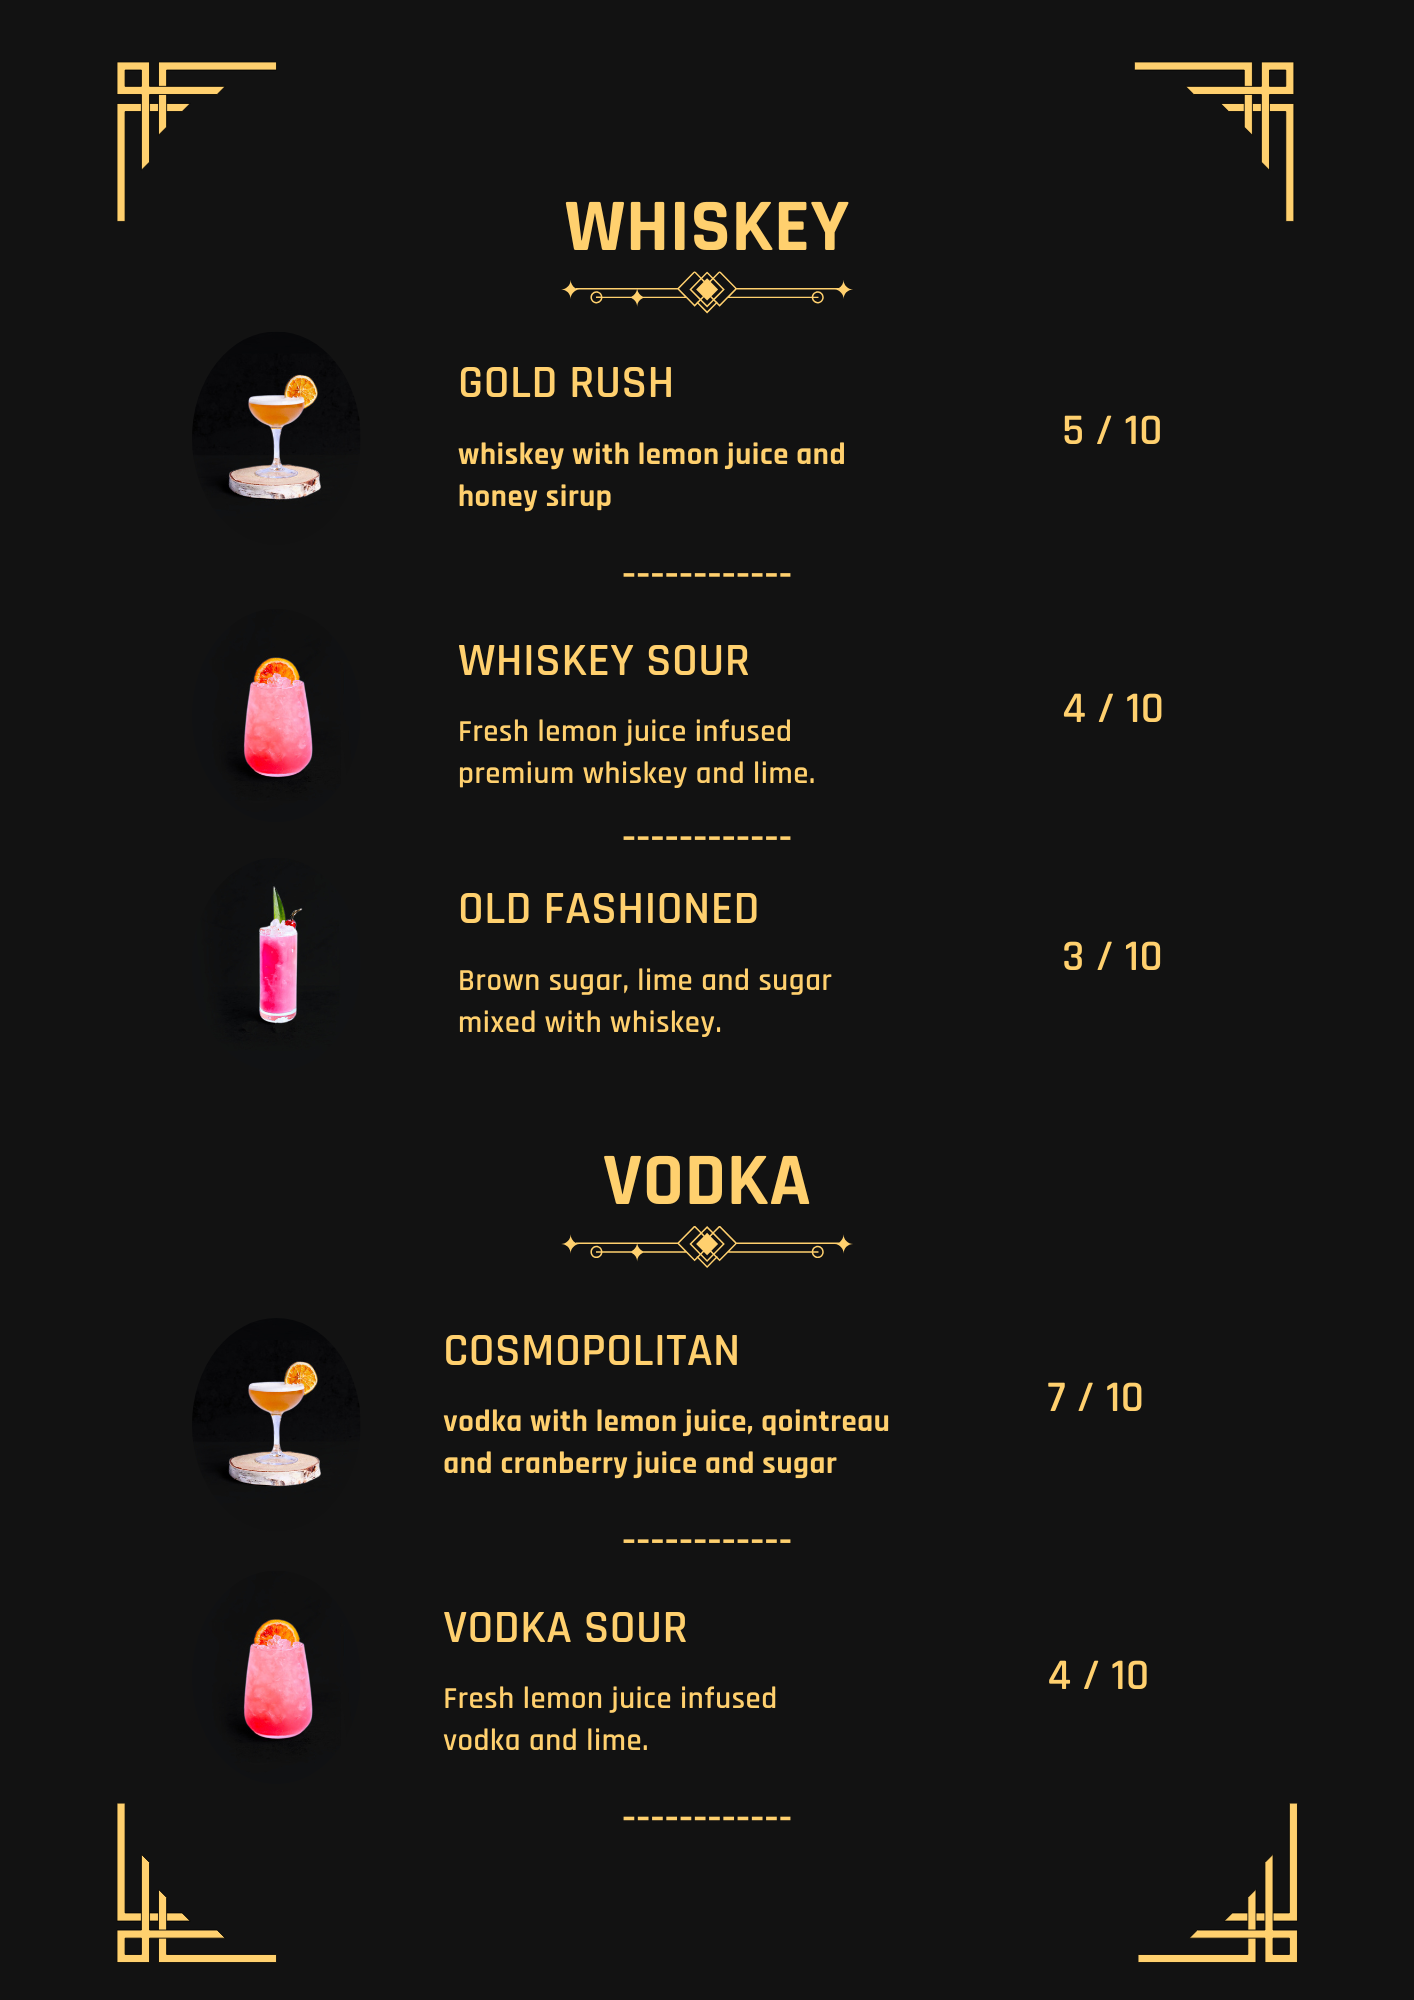 WHISKEY
GOLD RUSH
whiskey with lemon juice and
honey sirup
5 / 10
------------
WHISKEY SOUR
Fresh lemon juice infused
premium whiskey and lime.
4 / 10
------------
OLD FASHIONED
Brown sugar, lime and sugar
mixed with whiskey.
3 / 10
VODKA
COSMOPOLITAN
vodka with lemon juice, qointreau
and cranberry juice and sugar
7 / 10
------------
VODKA SOUR
Fresh lemon juice infused
vodka and lime.
4 / 10
------------